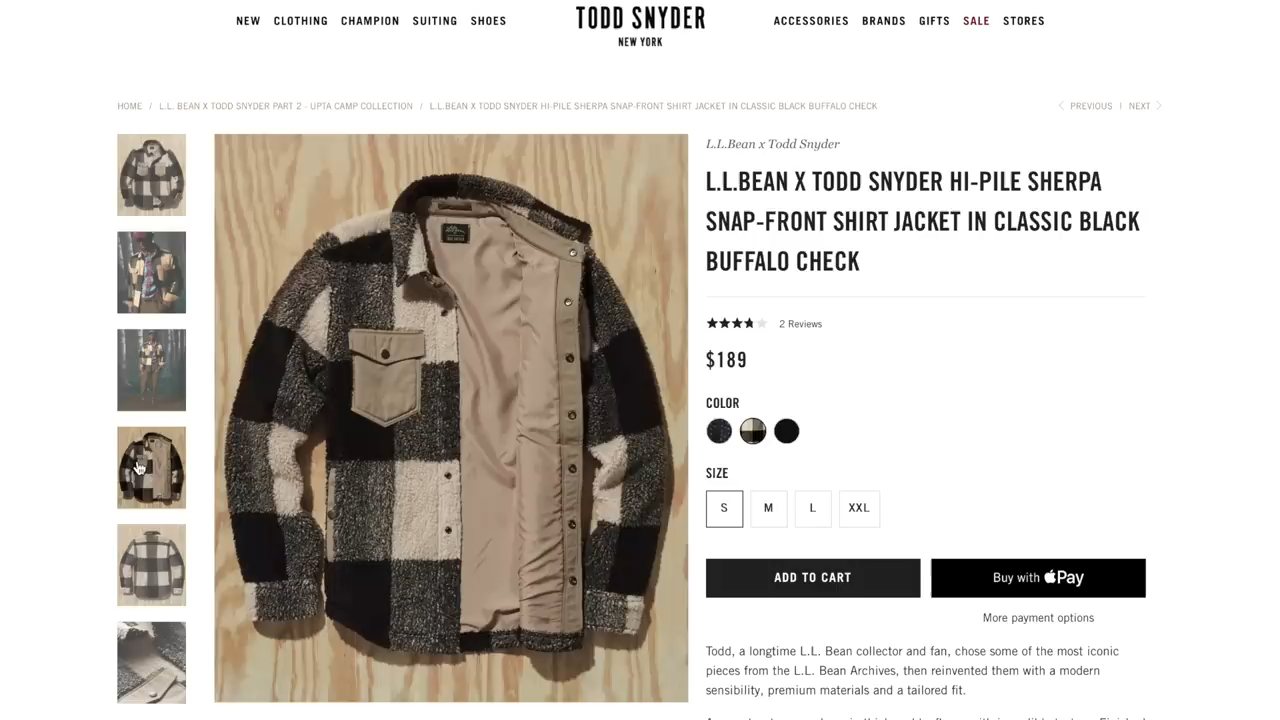 NEW CLOTHING CHAMPION SUITING SHOES
TODD SNYDER
NEW YORK
ACCESSORIES BRANDS GIFTS SALE STORES
HOME / L.L. BEAN X TODD SNYDER PART 2 - UPTA CAMP COLLECTION / L.L.BEAN X TODD SNYDER HI-PILE SHERPA SNAP-FRONT SHIRT JACKET IN CLASSIC BLACK BUFFALO CHECK
PREVIOUS | NEXT
L.L.Bean x Todd Snyder
L.L.BEAN X TODD SNYDER HI-PILE SHERPA
SNAP-FRONT SHIRT JACKET IN CLASSIC BLACK
BUFFALO CHECK
2 Reviews
$189
COLOR
SIZE
S M L XXL
ADD TO CART
Buy with Pay
More payment options
Todd, a longtime L.L. Bean collector and fan, chose some of the most iconic
pieces from the L.L. Bean Archives, then reinvented them with a modern
sensibility, premium materials and a tailored fit.